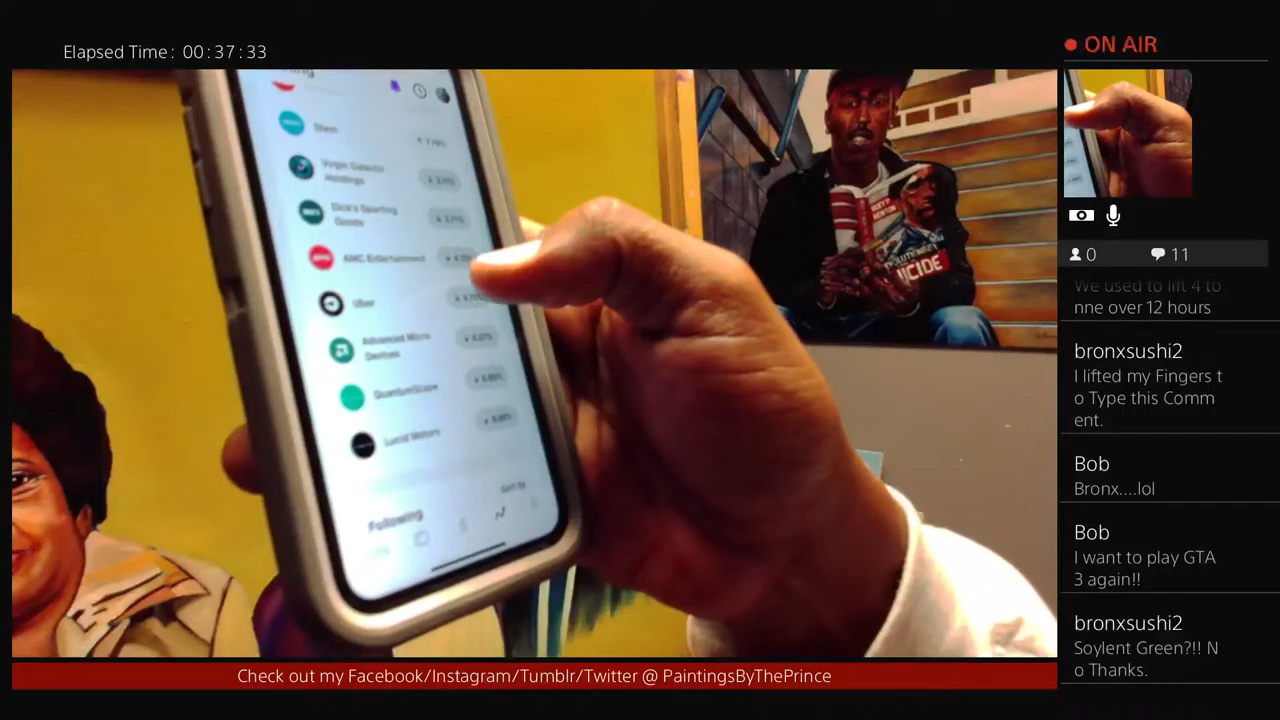 Elapsed Time: 00:37:33
ON AIR
0
11
We used to lift 4 to
nne over 12 hours
bronxsushi2
I lifted my Fingers t
o Type this Comm
ent.
Bob
Bronx....lol
Bob
I want to play GTA
3 again!!
bronxsushi2
Soylent Green?!! N
o Thanks.
Virgin Galactic
Holdings
Dick's Sporting
Goods
AMC Entertainment
Uber
Advanced Micro
Devices
QuantumScape
Lucid Motors
Following
HUEY P.
NEWTON
Check out my Facebook/Instagram/Tumblr/Twitter @ PaintingsByThePrince